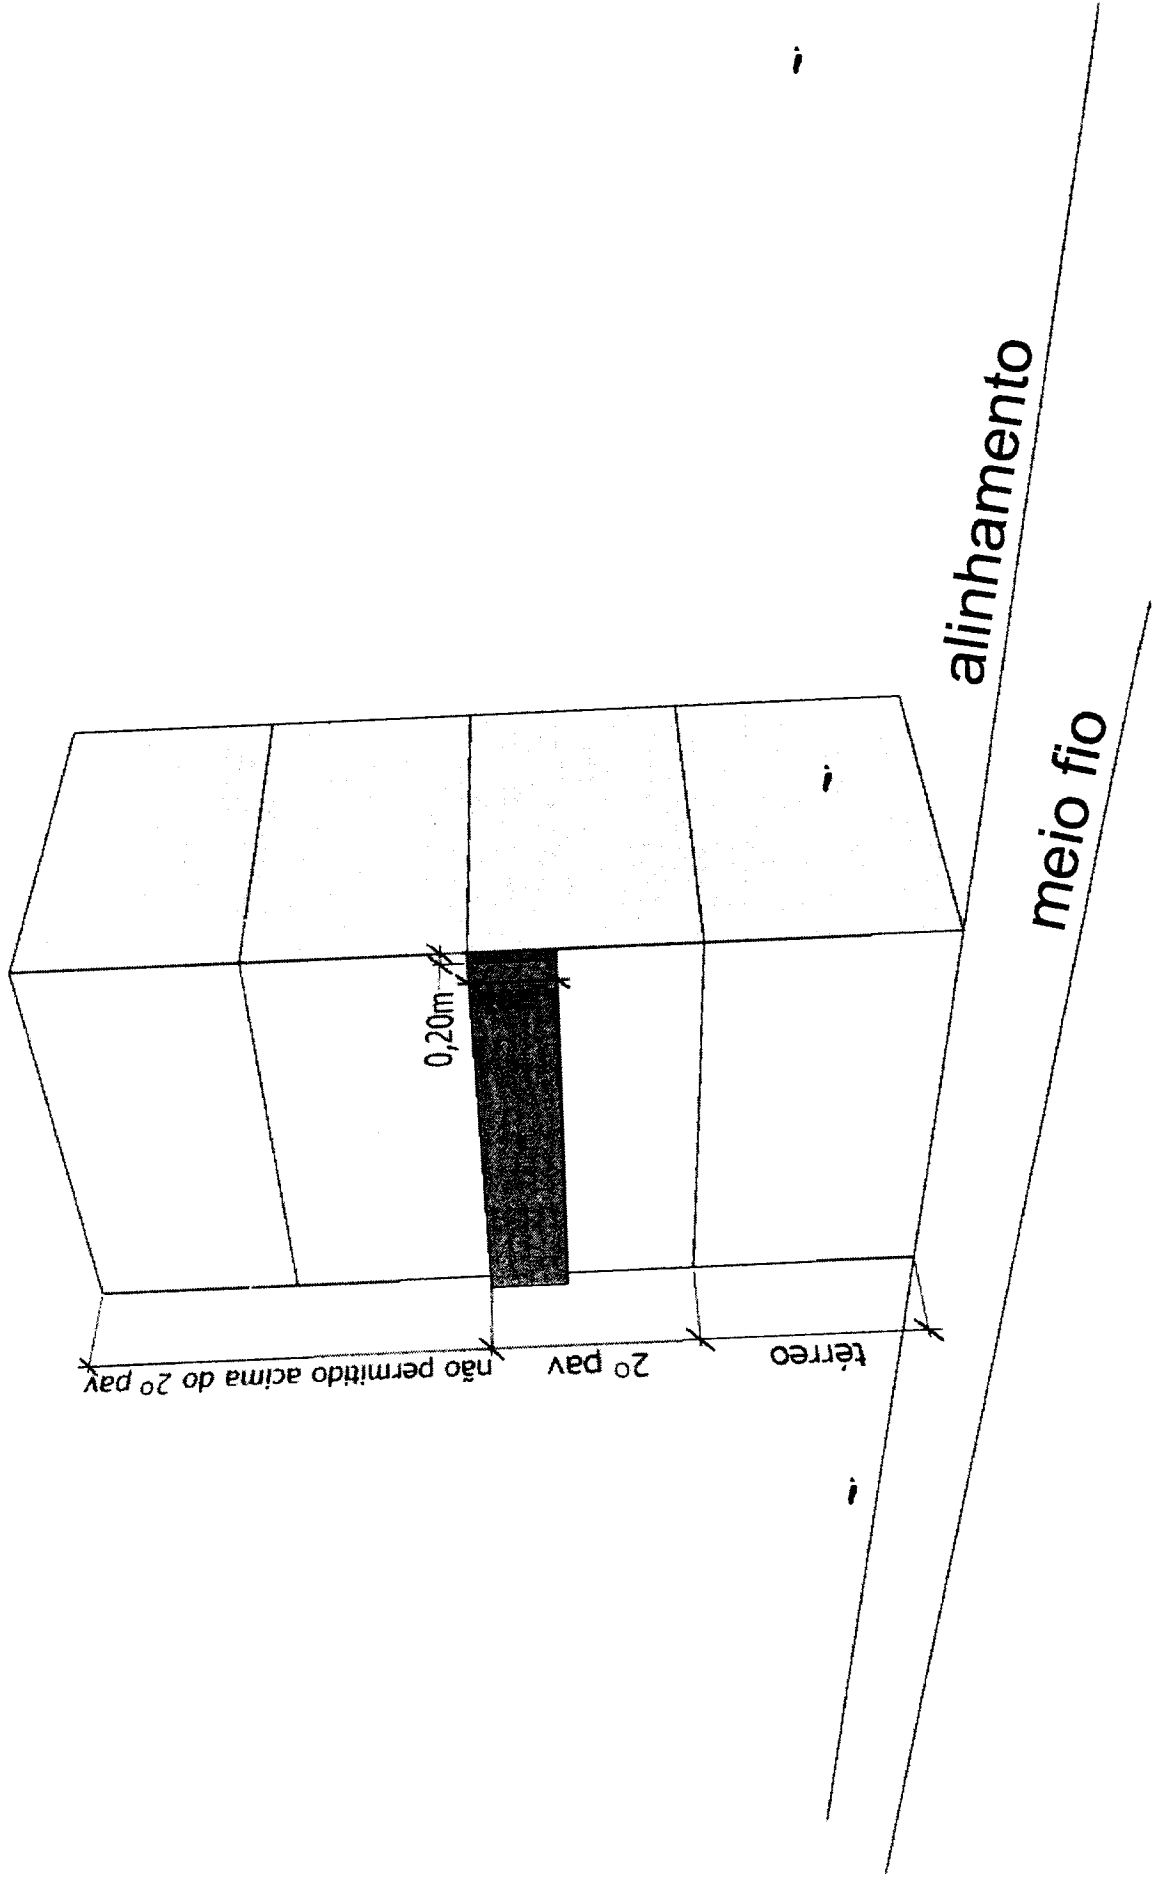 0,20m
não permitido acima do 2º pav
2º pav
térreo
alinhamento
meio fio